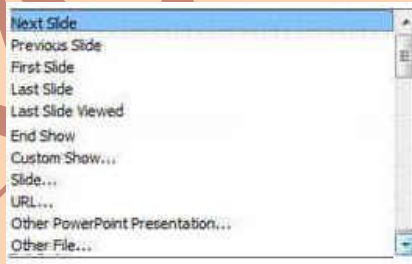 Next Slide
Previous Slide
First Slide
Last Slide
Last Slide Viewed
End Show
Custom Show...
Slide...
URL...
Other PowerPoint Presentation...
Other File...